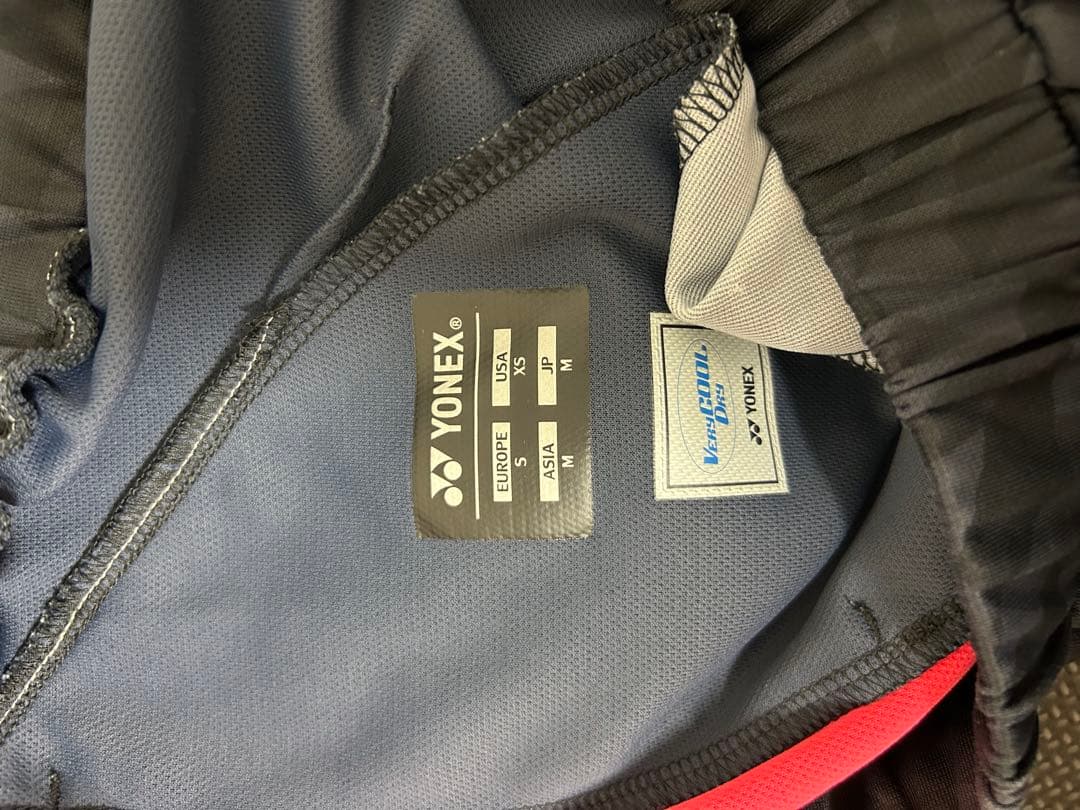 YONEX®
EUROPE USA
S XS
ASIA JP
M M
VERYCOOL
DRY
YONEX